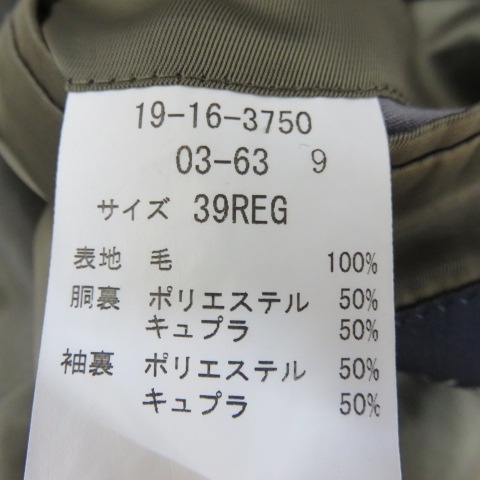 19-16-3750
03-63 9
サイズ 39REG
表地 毛 100%
胴裏 ポリエステル 50%
キュプラ 50%
袖裏 ポリエステル 50%
キュプラ 50%